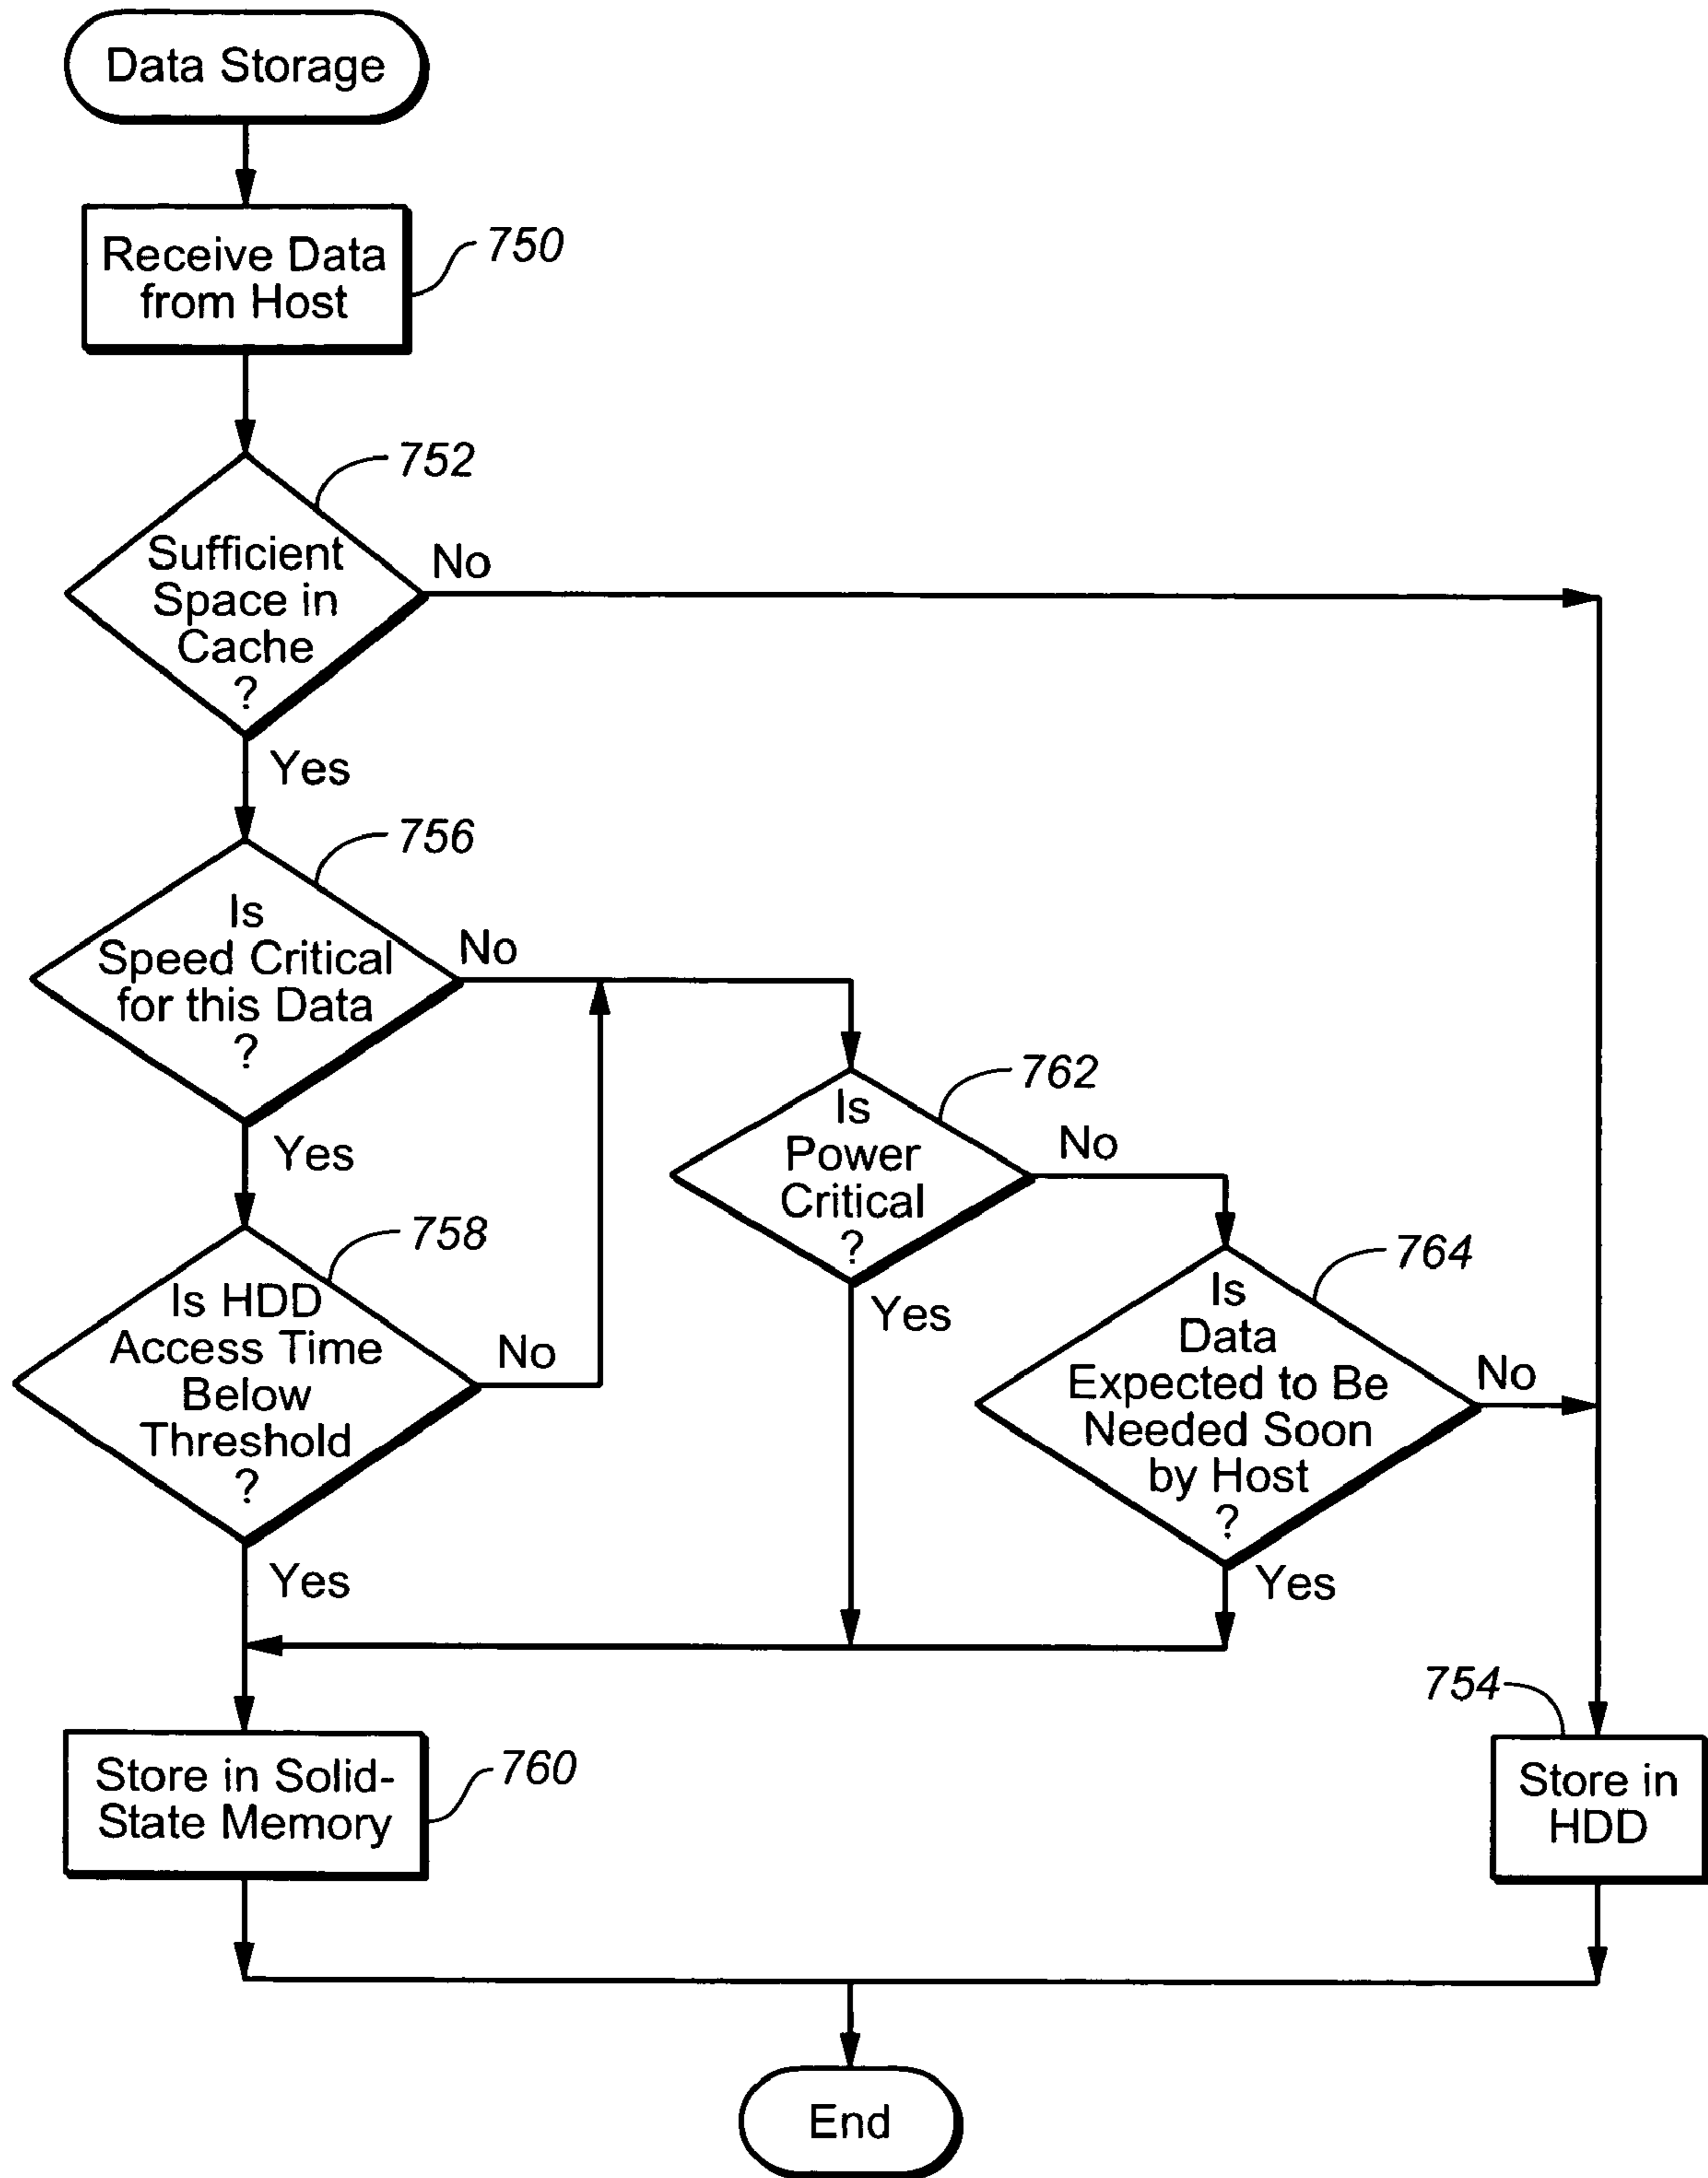 Data Storage
Receive Data
from Host
750
752
Sufficient
Space in
Cache
?
No
Yes
756
Is
Speed Critical
for this Data
?
No
Yes
762
Is
Power
Critical
?
No
Yes
758
Is HDD
Access Time
Below
Threshold
?
No
Yes
764
Is
Data
Expected to Be
Needed Soon
by Host
?
No
Yes
Store in Solid-
State Memory
760
754
Store in
HDD
End